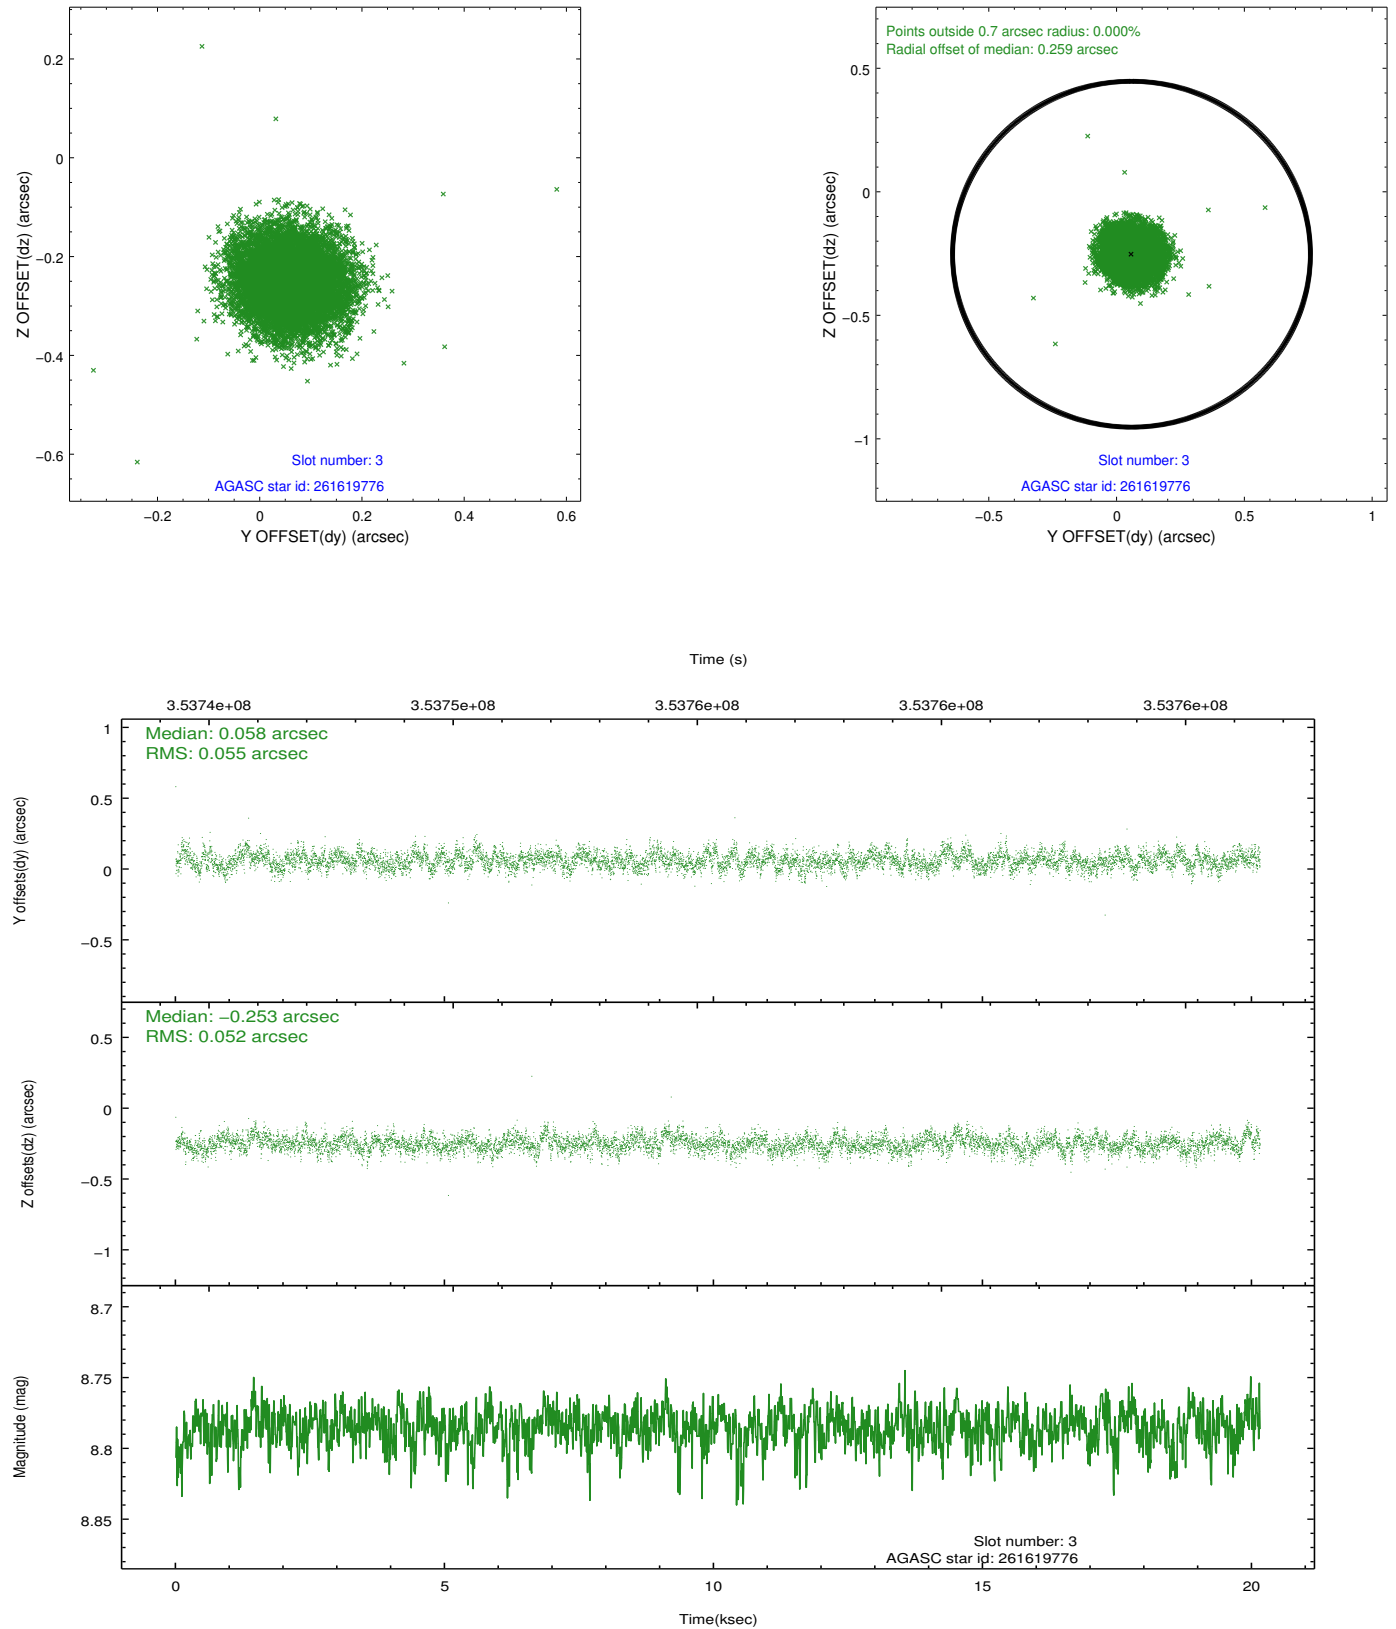 0.2
0
−0.2
−0.4
−0.6
Z OFFSET(dz) (arcsec)
Slot number: 3
AGASC star id: 261619776
−0.2 0 0.2 0.4 0.6
Y OFFSET(dy) (arcsec)
Points outside 0.7 arcsec radius: 0.000%
Radial offset of median: 0.259 arcsec
0.5
0
−0.5
−1
Z OFFSET(dz) (arcsec)
Slot number: 3
AGASC star id: 261619776
−0.5 0 0.5 1
Y OFFSET(dy) (arcsec)
Time (s)
3.5374e+08 3.5375e+08 3.5376e+08 3.5376e+08 3.5376e+08
Median: 0.058 arcsec
RMS: 0.055 arcsec
1
0.5
0
−0.5
Y offsets(dy) (arcsec)
Median: −0.253 arcsec
RMS: 0.052 arcsec
0.5
0
−0.5
−1
Z offsets(dz) (arcsec)
8.7
8.75
8.8
8.85
Magnitude (mag)
Slot number: 3
AGASC star id: 261619776
0 5 10 15 20
Time(ksec)